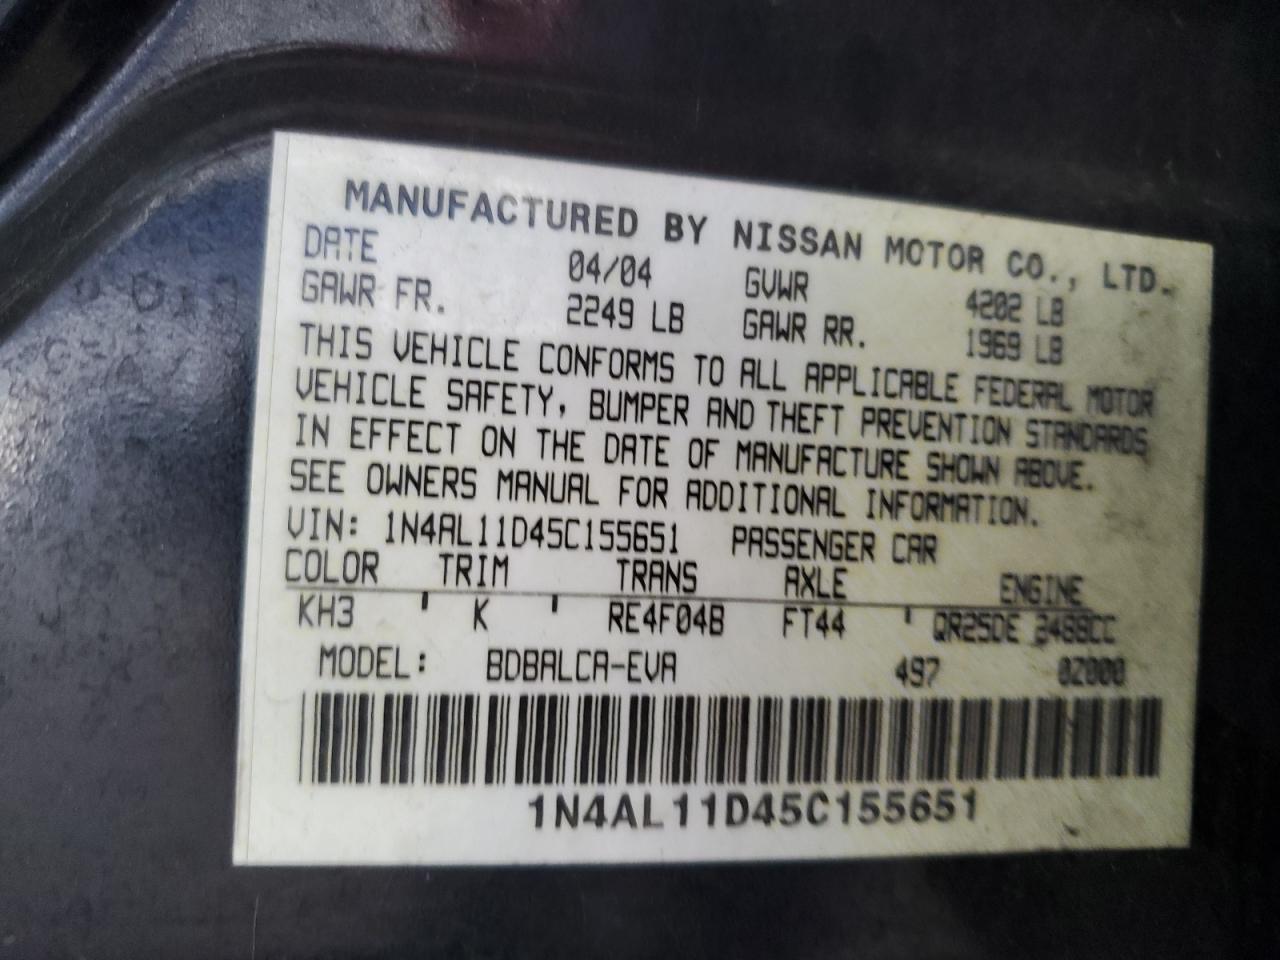 MANUFACTURED BY NISSAN MOTOR CO., LTD.
DATE 04/04 GVWR 4202 LB
GAWR FR. 2249 LB GAWR RR. 1969 LB
THIS VEHICLE CONFORMS TO ALL APPLICABLE FEDERAL MOTOR
VEHICLE SAFETY, BUMPER AND THEFT PREVENTION STANDARDS
IN EFFECT ON THE DATE OF MANUFACTURE SHOWN ABOVE.
SEE OWNERS MANUAL FOR ADDITIONAL INFORMATION.
VIN: 1N4AL11D45C155651 PASSENGER CAR
COLOR TRIM TRANS AXLE ENGINE
KH3 K RE4F04B FT44 QR25DE 2488CC
MODEL: BDBALCA-EVA 497 02000
1N4AL11D45C155651